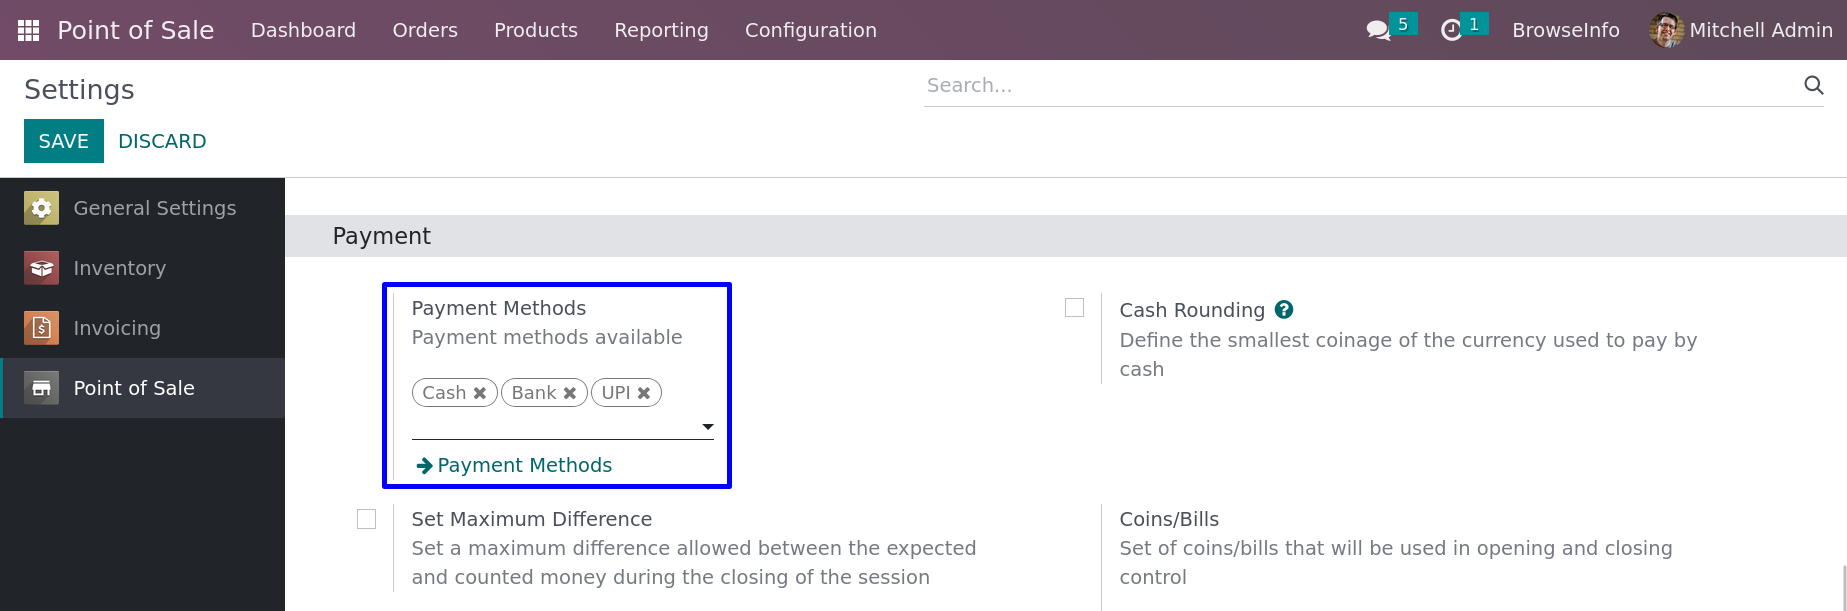 Point of Sale Dashboard Orders Products Reporting Configuration 5 1 BrowseInfo Mitchell Admin
Settings
Search...
SAVE DISCARD
General Settings
Inventory
Invoicing
Point of Sale
Payment
Payment Methods
Payment methods available
Cash Bank UPI
Payment Methods
Cash Rounding ?
Define the smallest coinage of the currency used to pay by
cash
Set Maximum Difference
Set a maximum difference allowed between the expected
and counted money during the closing of the session
Coins/Bills
Set of coins/bills that will be used in opening and closing
control